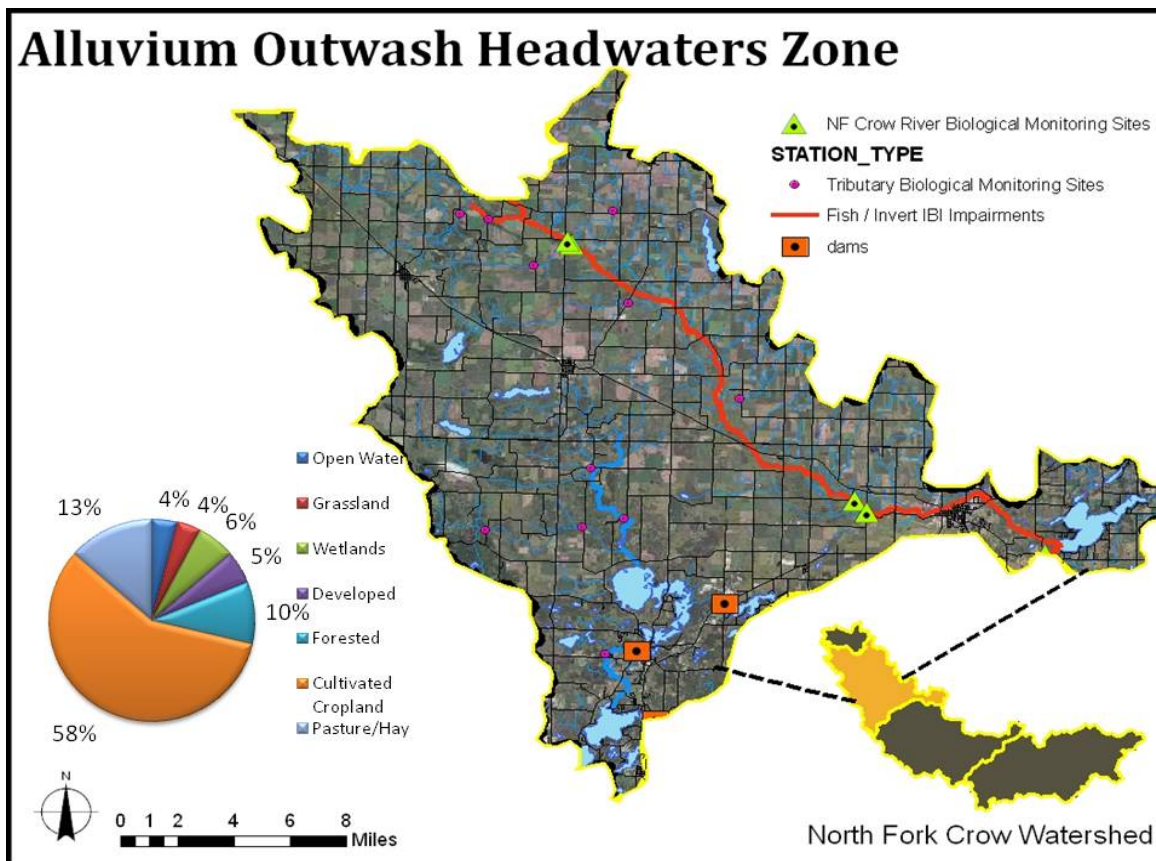 Alluvium Outwash Headwaters Zone
NF Crow River Biological Monitoring Sites
STATION_TYPE
Tributary Biological Monitoring Sites
Fish / Invert IBI Impairments
dams
Open Water
Grassland
Wetlands
Developed
Forested
Cultivated
Cropland
Pasture/Hay
13%
4%
4%
6%
5%
10%
58%
N
0 1 2 4 6 8
Miles
North Fork Crow Watershed